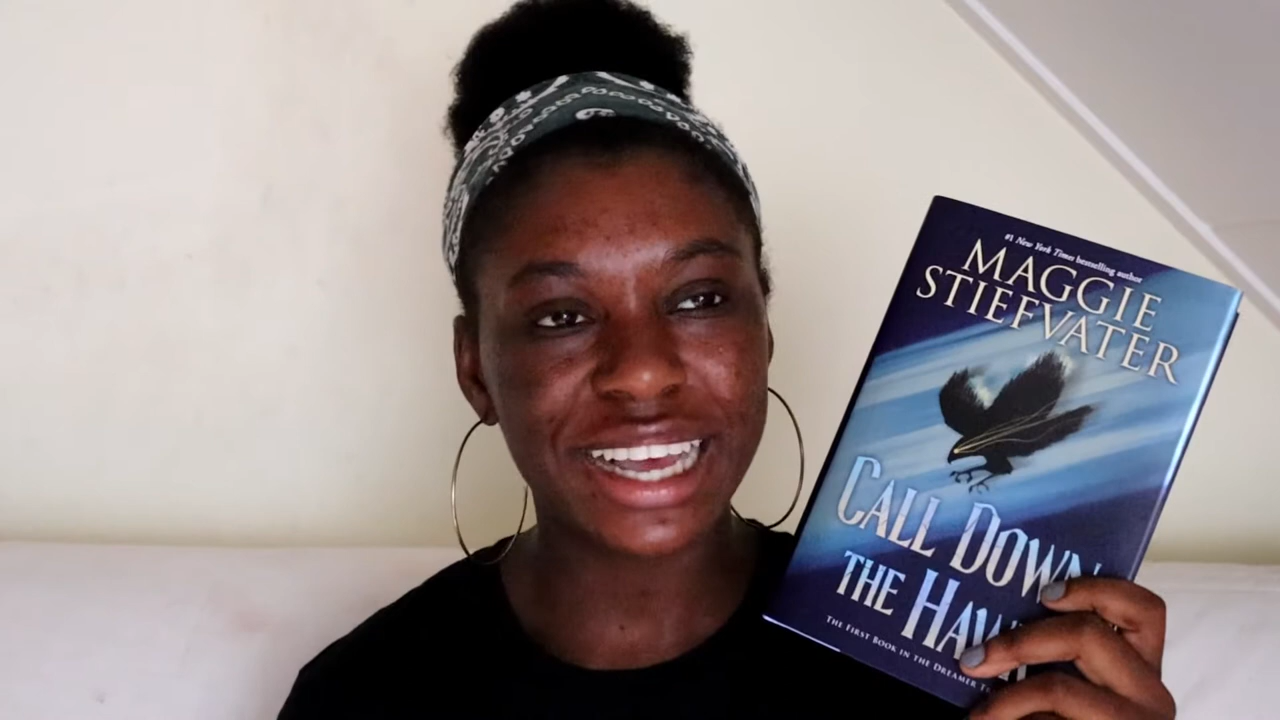 #1 New York Times bestselling author
MAGGIE
STIEFVATER
CALL DOWN
THE
THE FIRST BOOK IN THE DREAMER